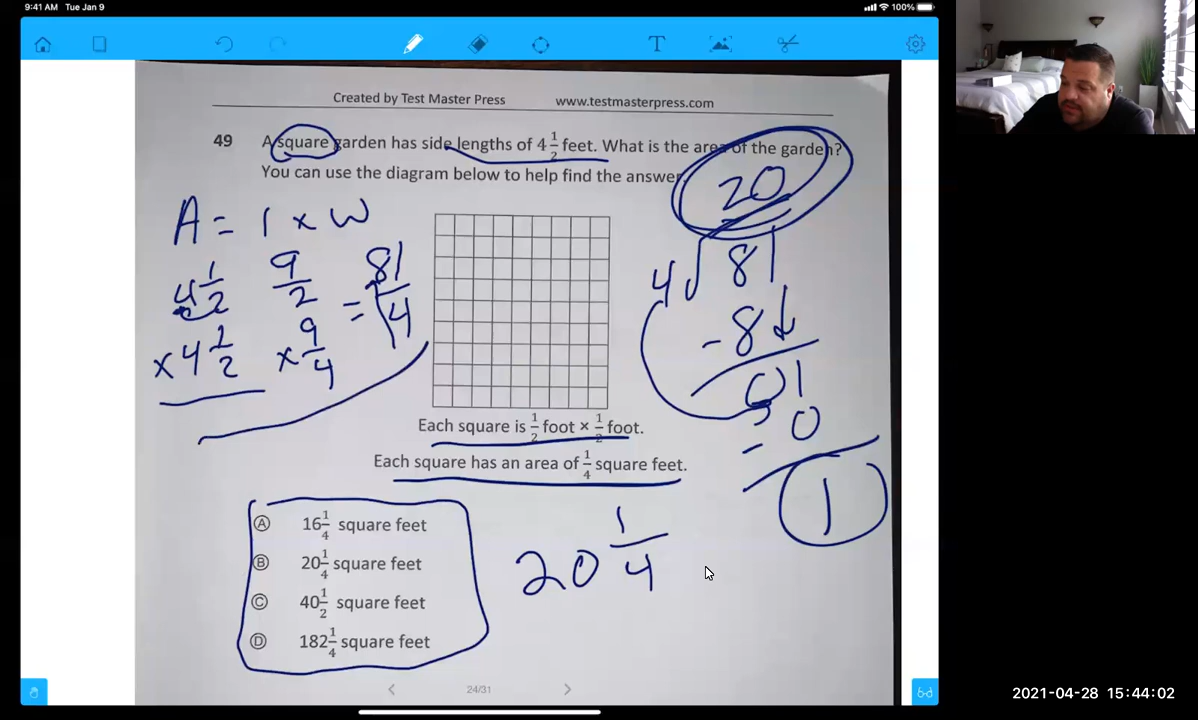 9:41 AM Tue Jan 9
100%
T
Created by Test Master Press www.testmasterpress.com
49 A square garden has side lengths of 4 1/2 feet. What is the area of the garden?
You can use the diagram below to help find the answer
20
A = l x W
4 1/2 9/2 = 81/4
x 4 1/2 x 9/4
4 81
- 8
01
- 0
1
Each square is 1/2 foot × 1/2 foot.
Each square has an area of 1/4 square feet.
A 16 1/4 square feet
B 20 1/4 square feet
C 40 1/2 square feet
D 182 1/4 square feet
20 1/4
24/31
2021-04-28 15:44:02